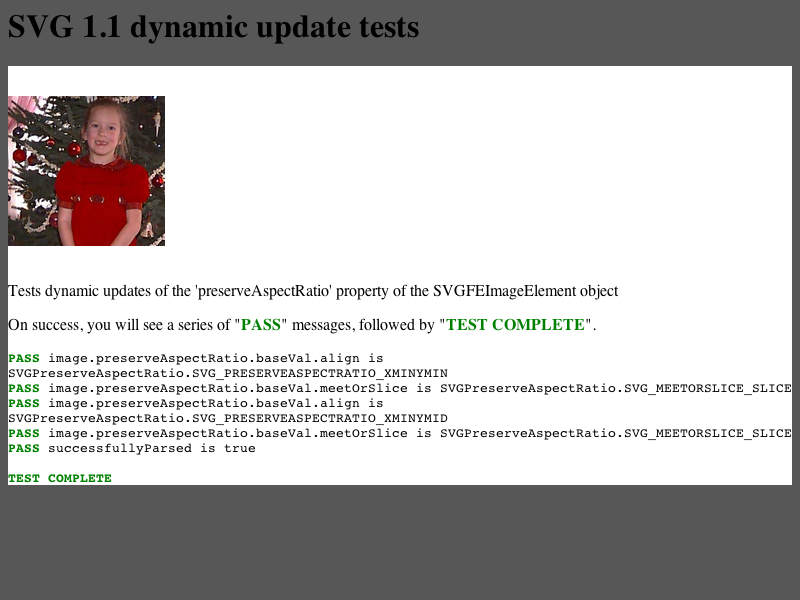 SVG 1.1 dynamic update tests
Tests dynamic updates of the 'preserveAspectRatio' property of the SVGFEImageElement object
On success, you will see a series of "PASS" messages, followed by "TEST COMPLETE".
PASS image.preserveAspectRatio.baseVal.align is
SVGPreserveAspectRatio.SVG_PRESERVEASPECTRATIO_XMINYMIN
PASS image.preserveAspectRatio.baseVal.meetOrSlice is SVGPreserveAspectRatio.SVG_MEETORSLICE_SLICE
PASS image.preserveAspectRatio.baseVal.align is
SVGPreserveAspectRatio.SVG_PRESERVEASPECTRATIO_XMINYMID
PASS image.preserveAspectRatio.baseVal.meetOrSlice is SVGPreserveAspectRatio.SVG_MEETORSLICE_SLICE
PASS successfullyParsed is true
TEST COMPLETE